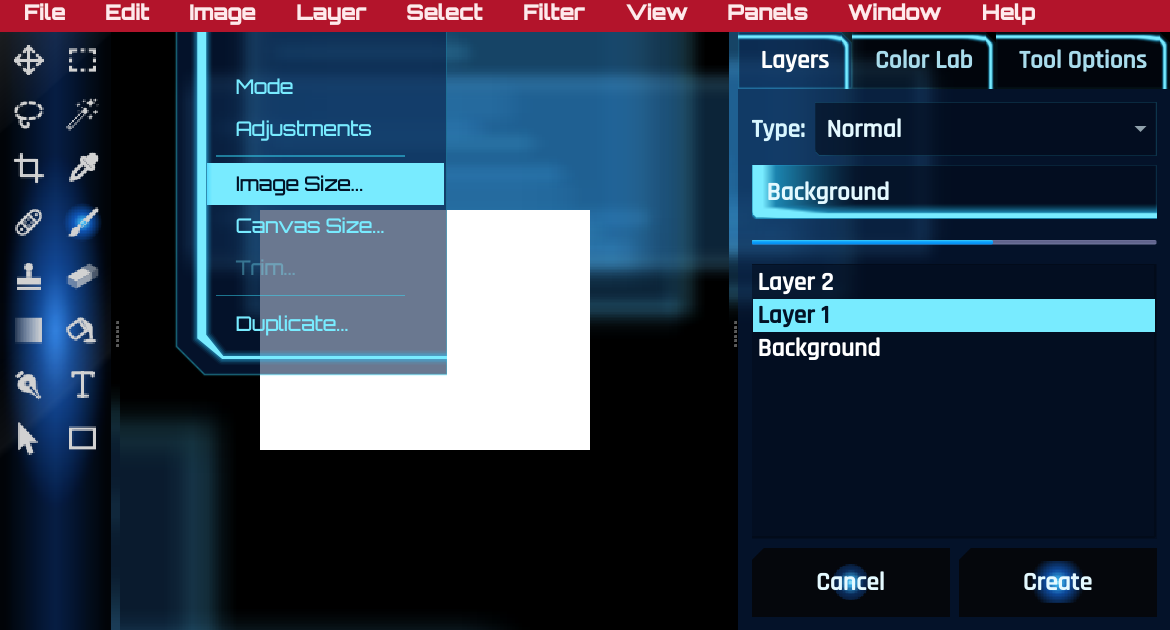 File Edit Image Layer Select Filter View Panels Window Help
Mode
Adjustments
Image Size...
Canvas Size...
Trim...
Duplicate...
Layers Color Lab Tool Options
Type: Normal
Background
Layer 2
Layer 1
Background
Cancel Create